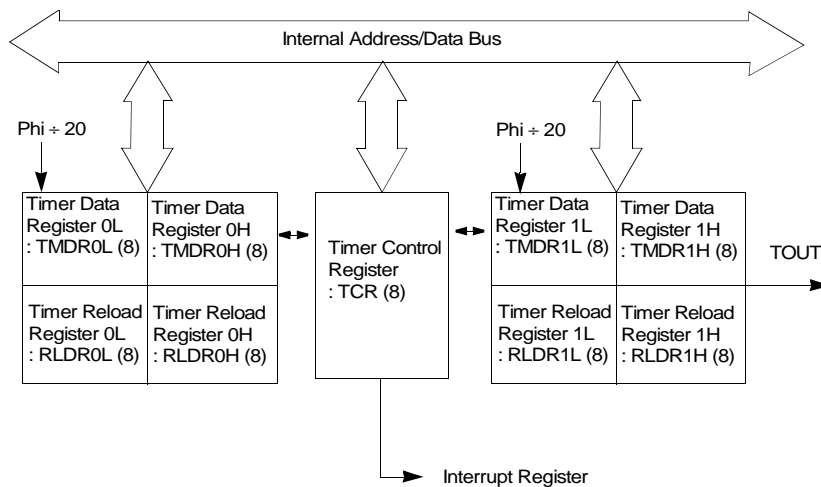 Internal Address/Data Bus
Phi ÷ 20
Phi ÷ 20
Timer Data
Register 0L
: TMDR0L (8)
Timer Data
Register 0H
: TMDR0H (8)
Timer Reload
Register 0L
: RLDR0L (8)
Timer Reload
Register 0H
: RLDR0H (8)
Timer Control
Register
: TCR (8)
Timer Data
Register 1L
: TMDR1L (8)
Timer Data
Register 1H
: TMDR1H (8)
Timer Reload
Register 1L
: RLDR1L (8)
Timer Reload
Register 1H
: RLDR1H (8)
TOUT
Interrupt Register